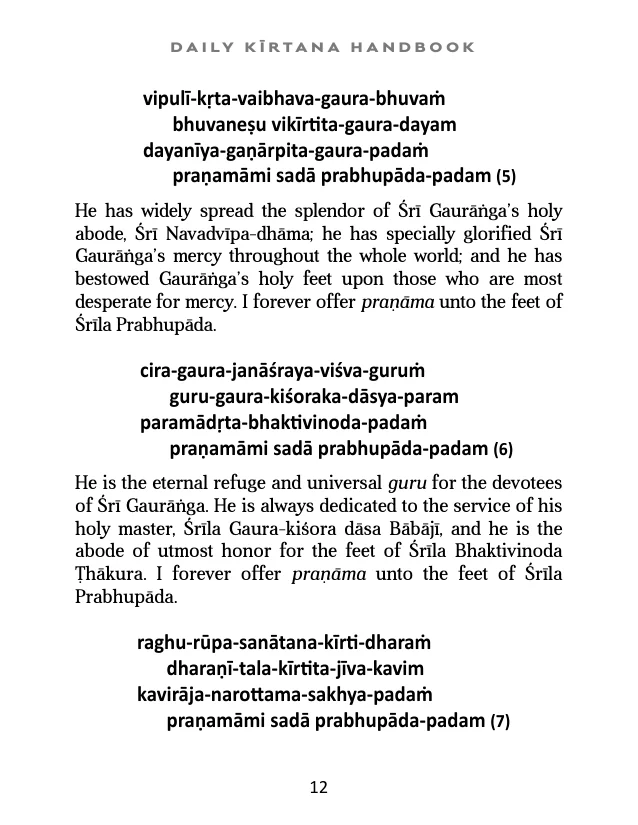 DAILY KĪRTANA HANDBOOK
vipulī-kṛta-vaibhava-gaura-bhuvaṁ
bhuvaneṣu vikīrtita-gaura-dayam
dayanīya-gaṇārpita-gaura-padaṁ
praṇamāmi sadā prabhupāda-padam (5)
He has widely spread the splendor of Śrī Gaurāṅga’s holy
abode, Śrī Navadvīpa-dhāma; he has specially glorified Śrī
Gaurāṅga’s mercy throughout the whole world; and he has
bestowed Gaurāṅga’s holy feet upon those who are most
desperate for mercy. I forever offer praṇāma unto the feet of
Śrīla Prabhupāda.
cira-gaura-janāśraya-viśva-guruṁ
guru-gaura-kiśoraka-dāsya-param
paramādṛta-bhaktivinoda-padaṁ
praṇamāmi sadā prabhupāda-padam (6)
He is the eternal refuge and universal guru for the devotees
of Śrī Gaurāṅga. He is always dedicated to the service of his
holy master, Śrīla Gaura-kiśora dāsa Bābājī, and he is the
abode of utmost honor for the feet of Śrīla Bhaktivinoda
Ṭhākura. I forever offer praṇāma unto the feet of Śrīla
Prabhupāda.
raghu-rūpa-sanātana-kīrti-dharaṁ
dharaṇī-tala-kīrtita-jīva-kavim
kavirāja-narottama-sakhya-padaṁ
praṇamāmi sadā prabhupāda-padam (7)
12